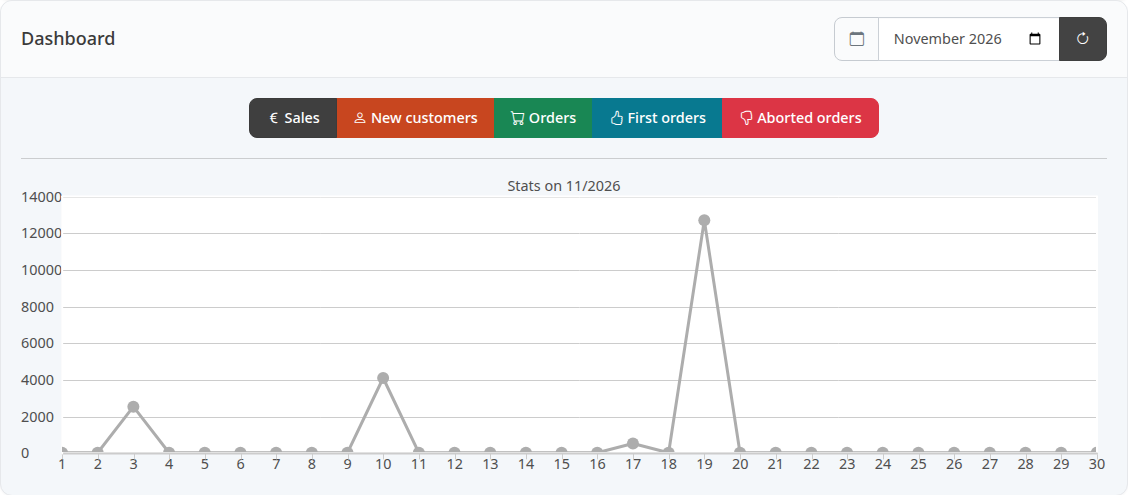 Dashboard
November 2026
€ Sales
New customers
Orders
First orders
Aborted orders
Stats on 11/2026
14000
12000
10000
8000
6000
4000
2000
0
1 2 3 4 5 6 7 8 9 10 11 12 13 14 15 16 17 18 19 20 21 22 23 24 25 26 27 28 29 30